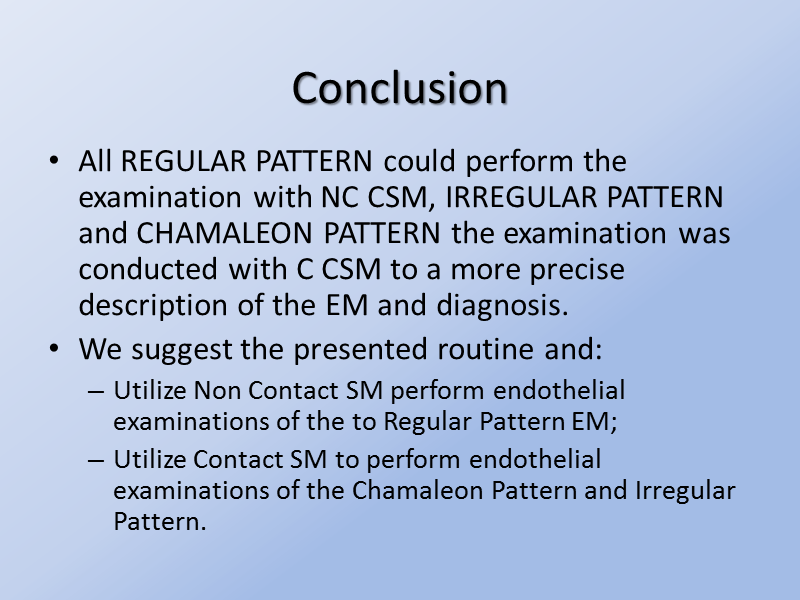 Conclusion
• All REGULAR PATTERN could perform the
examination with NC CSM, IRREGULAR PATTERN
and CHAMALEON PATTERN the examination was
conducted with C CSM to a more precise
description of the EM and diagnosis.
• We suggest the presented routine and:
– Utilize Non Contact SM perform endothelial
examinations of the to Regular Pattern EM;
– Utilize Contact SM to perform endothelial
examinations of the Chamaleon Pattern and Irregular
Pattern.